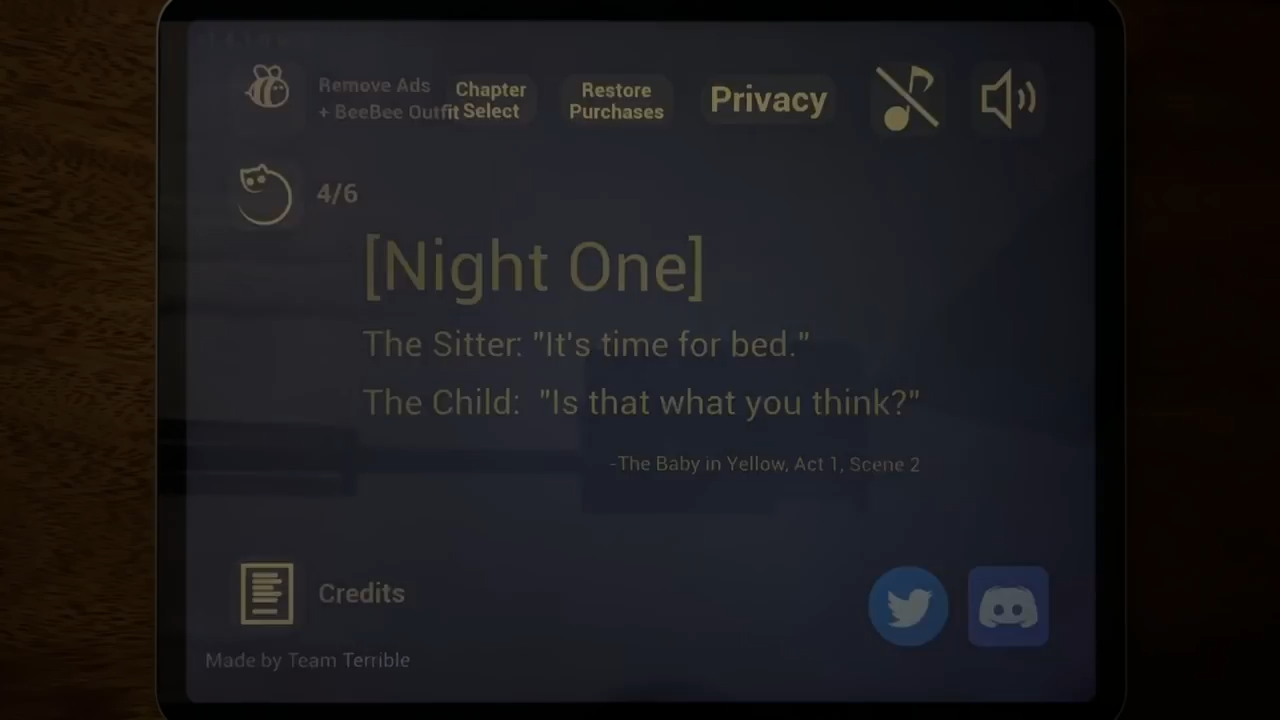 Remove Ads
+ BeeBee Outfit
Chapter
Select
Restore
Purchases
Privacy
4/6
[Night One]
The Sitter: "It's time for bed."
The Child: "Is that what you think?"
-The Baby in Yellow, Act 1, Scene 2
Credits
Made by Team Terrible